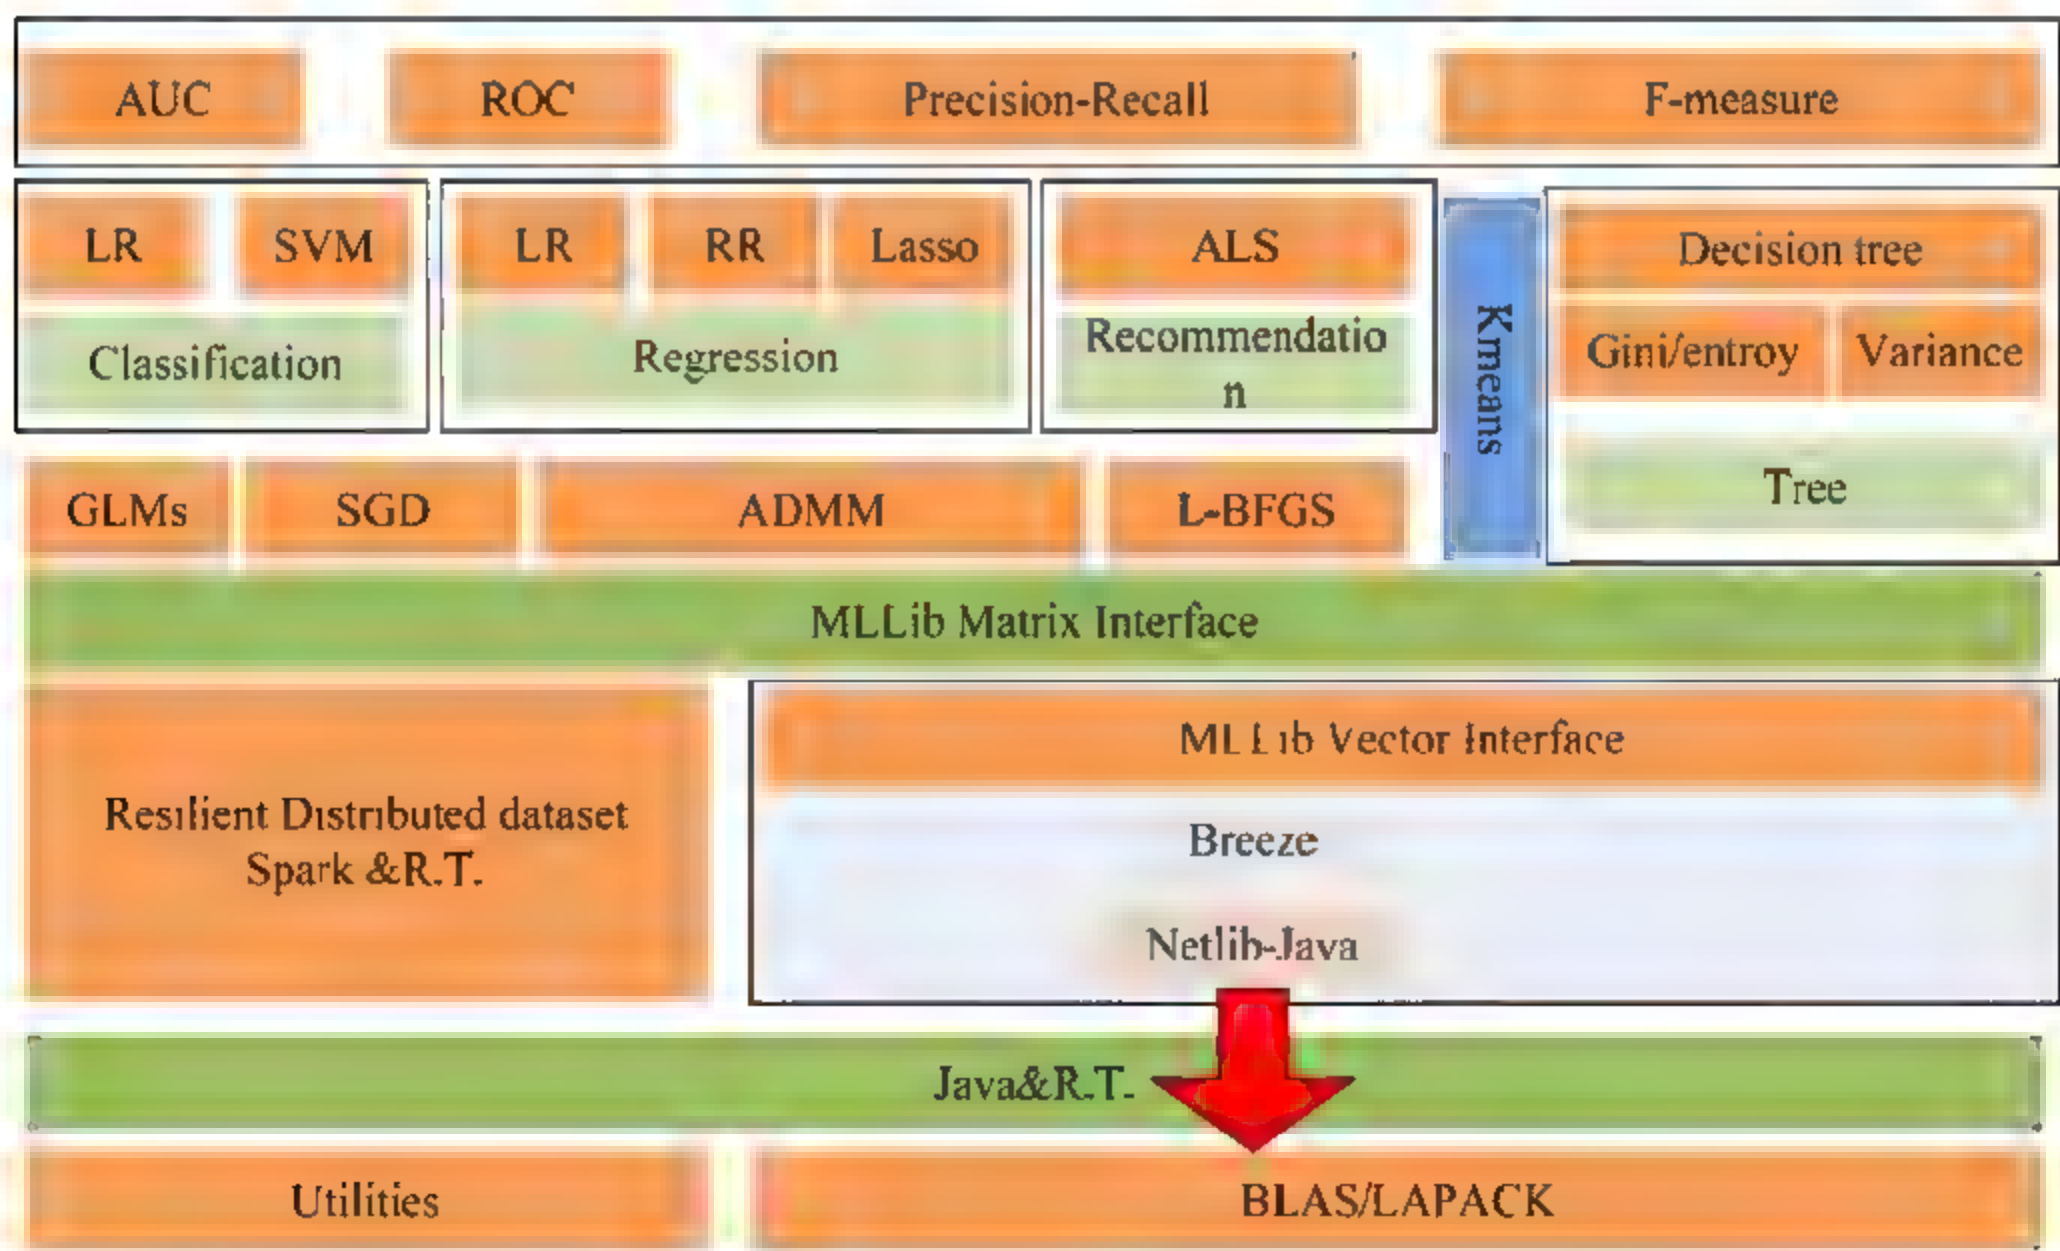 AUC
ROC
Precision-Recall
F-measure
LR
SVM
Classification
LR
RR
Lasso
Regression
ALS
Recommendatio
n
Kmeans
Decision tree
Gini/entroy
Variance
Tree
GLMs
SGD
ADMM
L-BFGS
MLLib Matrix Interface
Resilient Distributed dataset
Spark &R.T.
MLLib Vector Interface
Breeze
Netlib-Java
Java&R.T.
Utilities
BLAS/LAPACK